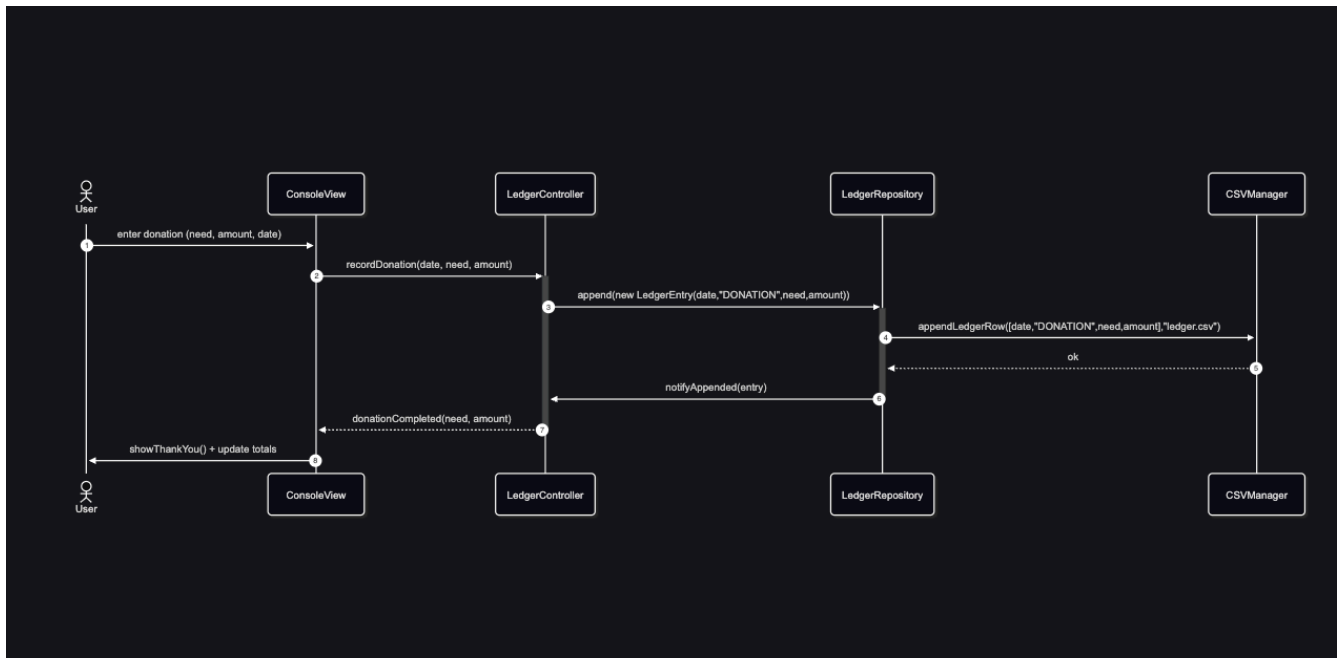 User
ConsoleView
LedgerController
LedgerRepository
CSVManager
1
enter donation (need, amount, date)
2
recordDonation(date, need, amount)
3
append(new LedgerEntry(date,"DONATION",need,amount))
4
appendLedgerRow([date,"DONATION",need,amount],"ledger.csv")
ok
5
notifyAppended(entry)
6
donationCompleted(need, amount)
7
showThankYou() + update totals
8
User
ConsoleView
LedgerController
LedgerRepository
CSVManager